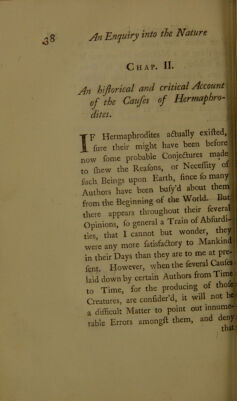 38 An Enquiry into the Nature
CHAP. II.
An hiſtorical and critical Account
of the Cauſes of Hermaphro-
dites.
IF Hermaphrodites actually exiſted,
ſure their might have been before
now ſome probable Conjectures made
to ſhew the Reaſons, or Neceſſity of
ſuch Beings upon Earth, ſince ſo many
Authors have been buſy'd about them
from the Beginning of the World. But
there appears throughout their ſeveral
Opinions, ſo general a Train of Abſurdi-
ties, that I cannot but wonder, they
were any more ſatisfactory to Mankind
in their Days than they are to me at pre-
ſent. However, when the ſeveral Cauſes
laid down by certain Authors from Time
to Time, for the producing of thoſe
Creatures, are conſider'd, it will not be
a difficult Matter to point out innume-
rable Errors amongſt them, and deny
that